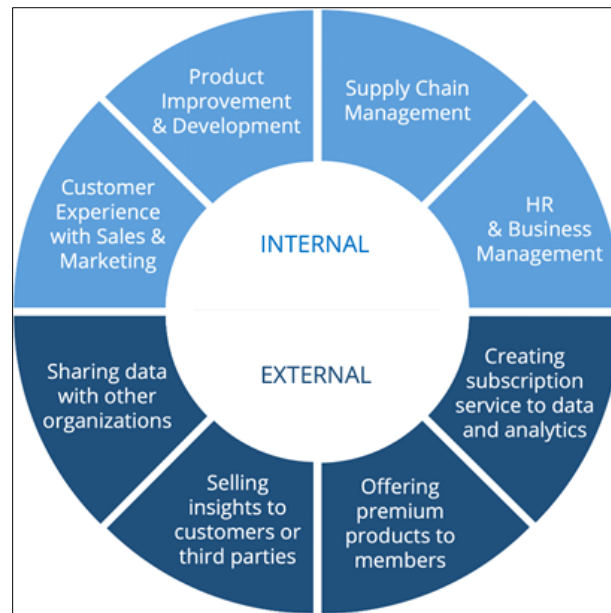 Product
Improvement
& Development
Supply Chain
Management
Customer
Experience
with Sales &
Marketing
HR
& Business
Management
INTERNAL
EXTERNAL
Sharing data
with other
organizations
Creating
subscription
service to data
and analytics
Selling
insights to
customers or
third parties
Offering
premium
products to
members